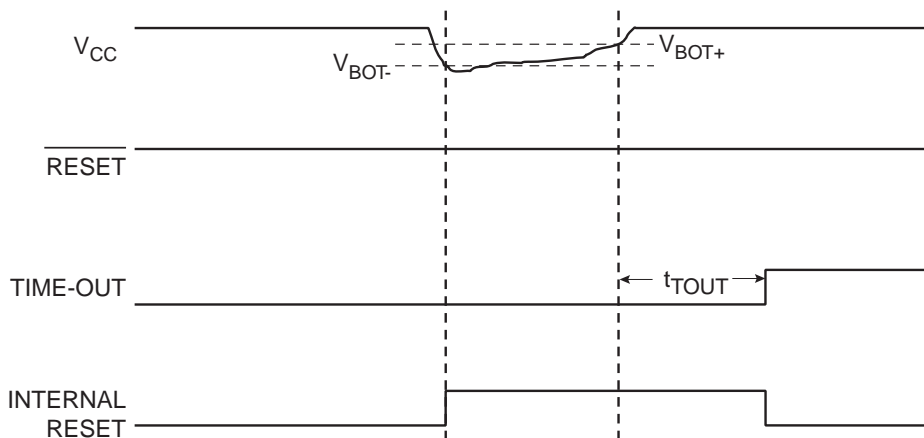 VCC
VBOT-
VBOT+
RESET
TIME-OUT
tTOUT
INTERNAL
RESET